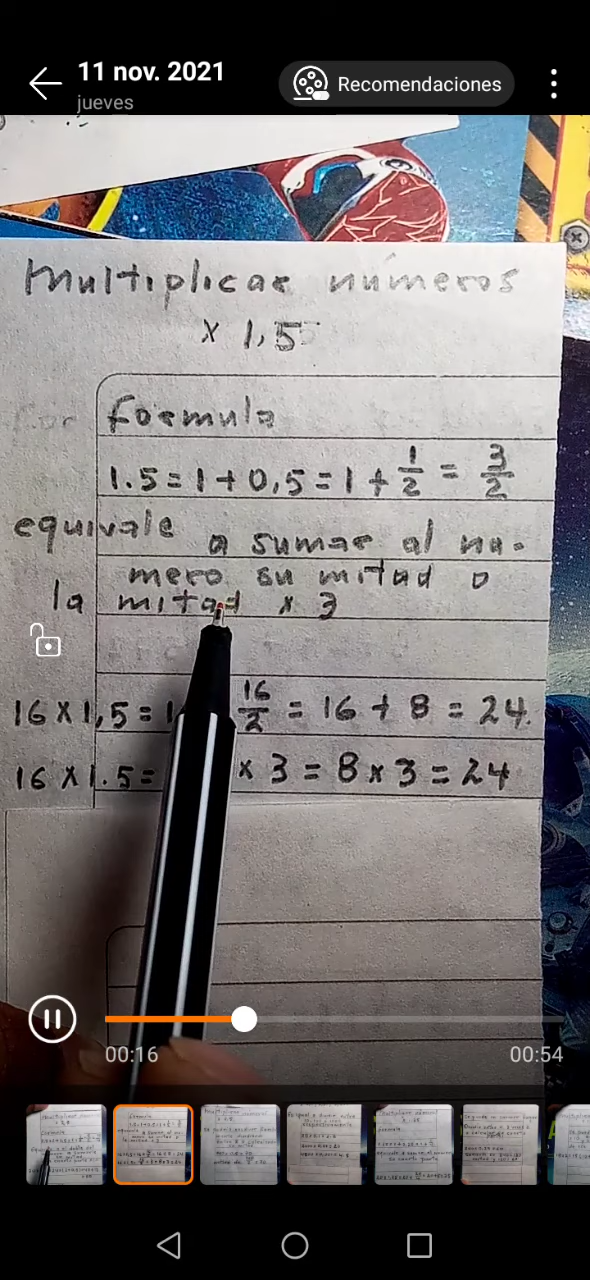 11 nov. 2021
jueves
Recomendaciones
Multiplicar números
x 1,5
Formula
1.5 = 1 + 0,5 = 1 + 1/2 = 3/2
equivale a sumar al nu-
mero su mitad o
la mitad x 3
16 x 1,5 = 16/2 = 16 + 8 = 24.
16 x 1.5 = x 3 = 8 x 3 = 24
00:16
00:54